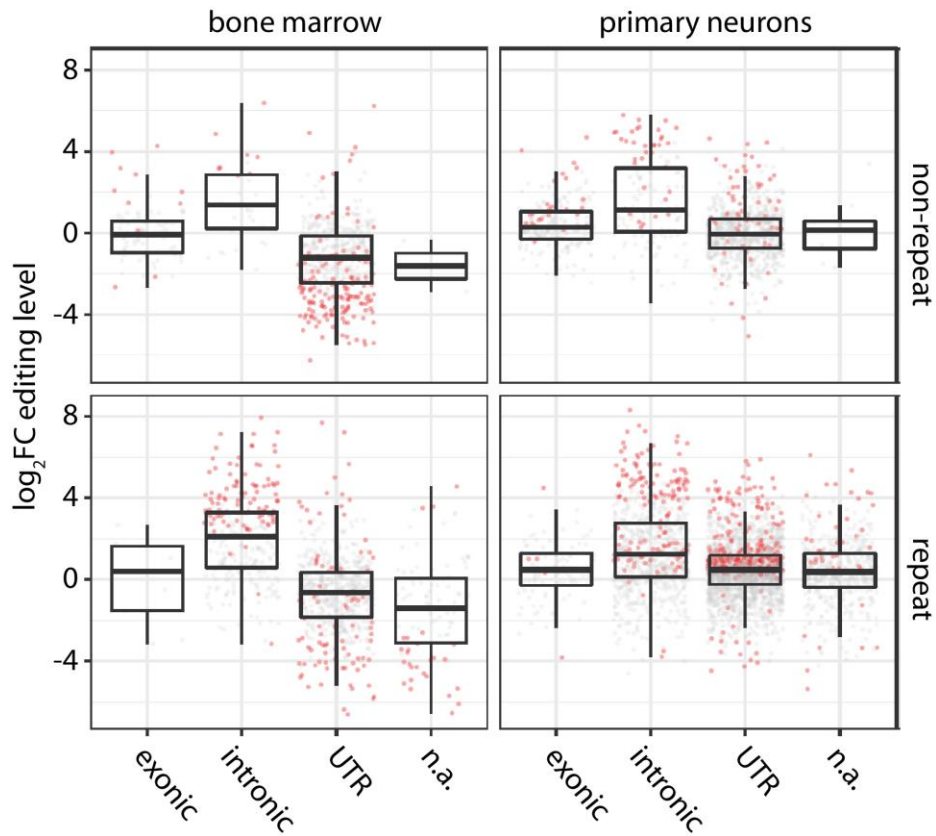 bone marrow
primary neurons
log₂FC editing level
8
4
0
−4
non-repeat
8
4
0
−4
repeat
exonic
intronic
UTR
n.a.
exonic
intronic
UTR
n.a.